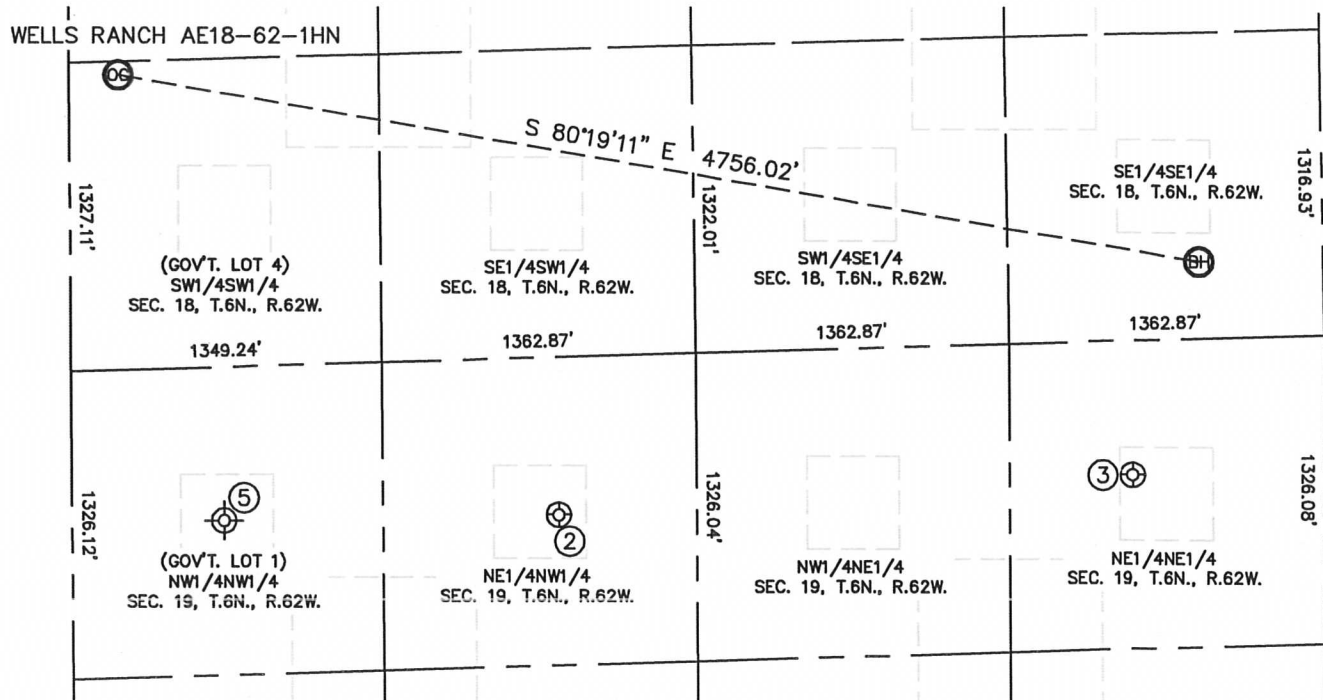 WELLS RANCH AE18-62-1HN
OG
S 80°19'11" E 4756.02'
1327.11'
1322.01'
1316.93'
SE1/4SE1/4
SEC. 18, T.6N., R.62W.
BH
(GOV'T. LOT 4)
SW1/4SW1/4
SEC. 18, T.6N., R.62W.
SE1/4SW1/4
SEC. 18, T.6N., R.62W.
SW1/4SE1/4
SEC. 18, T.6N., R.62W.
1349.24'
1362.87'
1362.87'
1362.87'
1326.12'
5
2
1326.04'
3
1326.08'
(GOV'T. LOT 1)
NW1/4NW1/4
SEC. 19, T.6N., R.62W.
NE1/4NW1/4
SEC. 19, T.6N., R.62W.
NW1/4NE1/4
SEC. 19, T.6N., R.62W.
NE1/4NE1/4
SEC. 19, T.6N., R.62W.